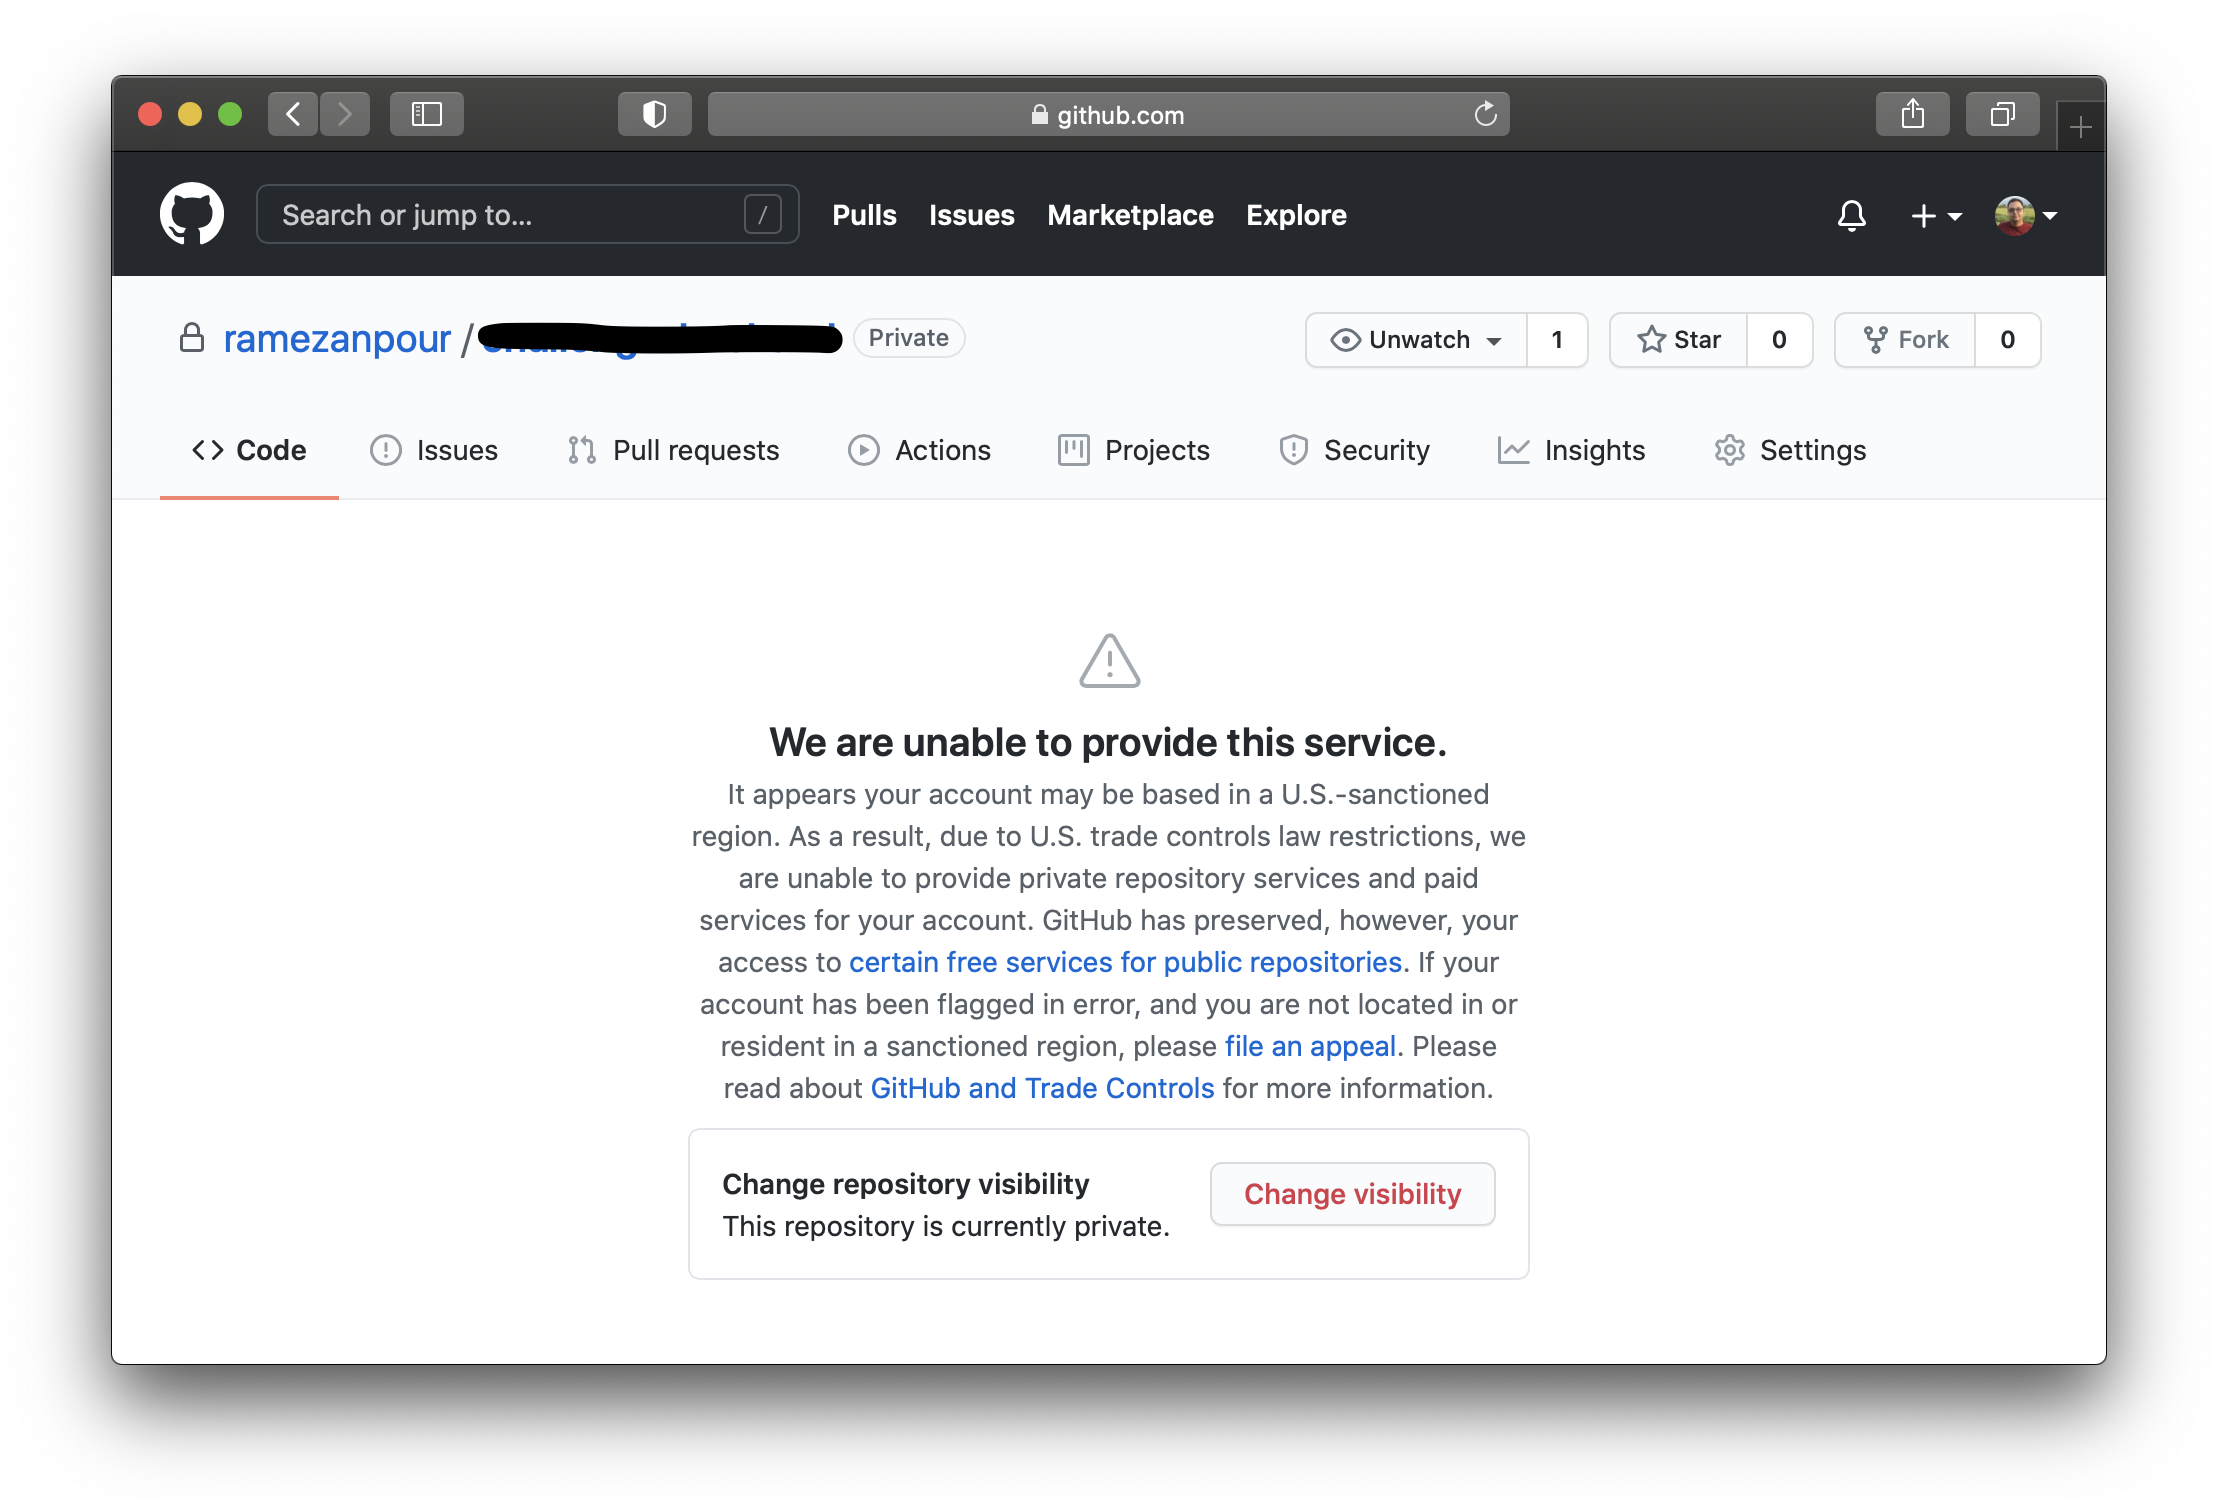 github.com
Search or jump to... /
Pulls Issues Marketplace Explore
ramezanpour / Private
Unwatch 1 Star 0 Fork 0
Code Issues Pull requests Actions Projects Security Insights Settings
We are unable to provide this service.
It appears your account may be based in a U.S.-sanctioned
region. As a result, due to U.S. trade controls law restrictions, we
are unable to provide private repository services and paid
services for your account. GitHub has preserved, however, your
access to certain free services for public repositories. If your
account has been flagged in error, and you are not located in or
resident in a sanctioned region, please file an appeal. Please
read about GitHub and Trade Controls for more information.
Change repository visibility
This repository is currently private.
Change visibility